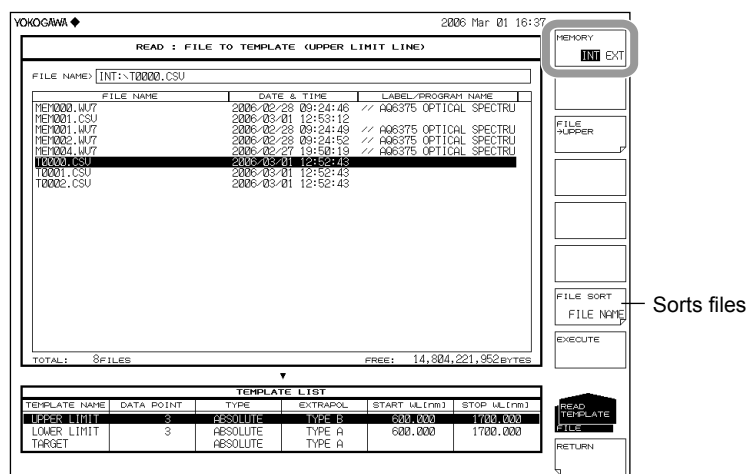 YOKOGAWA ◆ 2006 Mar 01 16:37
READ : FILE TO TEMPLATE (UPPER LIMIT LINE)
MEMORY
INT EXT
FILE NAME> INT:\T0000.CSV
FILE NAME DATE & TIME LABEL/PROGRAM NAME
MEM000.WV7 2006/02/28 09:24:46 // AQ6375 OPTICAL SPECTRU
MEM001.CSV 2006/03/01 12:53:12
MEM001.WV7 2006/02/28 09:24:49 // AQ6375 OPTICAL SPECTRU
MEM002.WV7 2006/02/28 09:24:52 // AQ6375 OPTICAL SPECTRU
MEM004.WV7 2006/02/27 19:50:19 // AQ6375 OPTICAL SPECTRU
T0000.CSV 2006/03/01 12:52:43
T0001.CSV 2006/03/01 12:52:43
T0002.CSV 2006/03/01 12:52:43
FILE
→UPPER
FILE SORT
FILE NAME
Sorts files
EXECUTE
TOTAL: 8FILES FREE: 14,804,221,952BYTES
▼
TEMPLATE LIST
TEMPLATE NAME DATA POINT TYPE EXTRAPOL START WL[nm] STOP WL[nm]
UPPER LIMIT 3 ABSOLUTE TYPE B 600.000 1700.000
LOWER LIMIT 3 ABSOLUTE TYPE A 600.000 1700.000
TARGET ABSOLUTE TYPE A
READ
TEMPLATE
FILE
RETURN